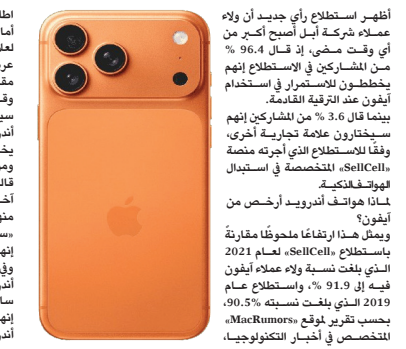 أظهر استطلاع رأي جديد أن ولاء
عملاء شركة أبل أصبح أكبر من
أي وقت مضى، إذ قال 96.4 %
من المشاركين في الاستطلاع إنهم
يخططون للاستمرار في استخدام
آيفون عند الترقية القادمة.
بينما قال 3.6 % من المشاركين إنهم
سيختارون علامة تجارية أخرى،
وفقًا للاستطلاع الذي أجرته منصة
«SellCell» المتخصصة في استبدال
الهواتف الذكية.
لماذا هواتف أندرويد أرخص من
آيفون؟
ويمثل هذا ارتفاعًا ملحوظًا مقارنةً
باستطلاع «SellCell» لعام 2021
الذي بلغت نسبة ولاء عملاء آيفون
فيه إلى 91.9 %، واستطلاع عام
2019 الذي بلغت نسبته 90.5%،
بحسب تقرير لموقع «MacRumors»
المتخصص في أخبار التكنولوجيا،